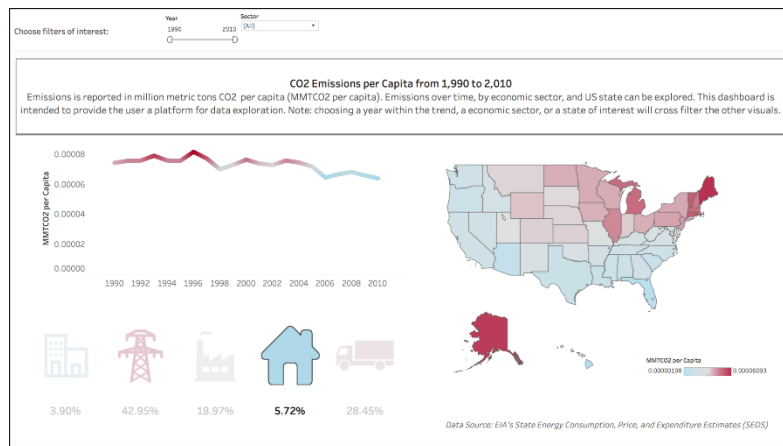 Choose filters of interest:
Year
1990 2010
Sector
(All)
CO2 Emissions per Capita from 1,990 to 2,010
Emissions is reported in million metric tons CO2 per capita (MMTCO2 per capita). Emissions over time, by economic sector, and US state can be explored. This dashboard is
intended to provide the user a platform for data exploration. Note: choosing a year within the trend, a economic sector, or a state of interest will cross filter the other visuals.
MMTCO2 per Capita
0.00008
0.00006
0.00004
0.00002
0.00000
1990 1992 1994 1996 1998 2000 2002 2004 2006 2008 2010
3.90% 42.95% 18.97% 5.72% 28.45%
MMTCO2 per Capita
0.00000198 0.00006093
Data Source: EIA's State Energy Consumption, Price, and Expenditure Estimates (SEDS)